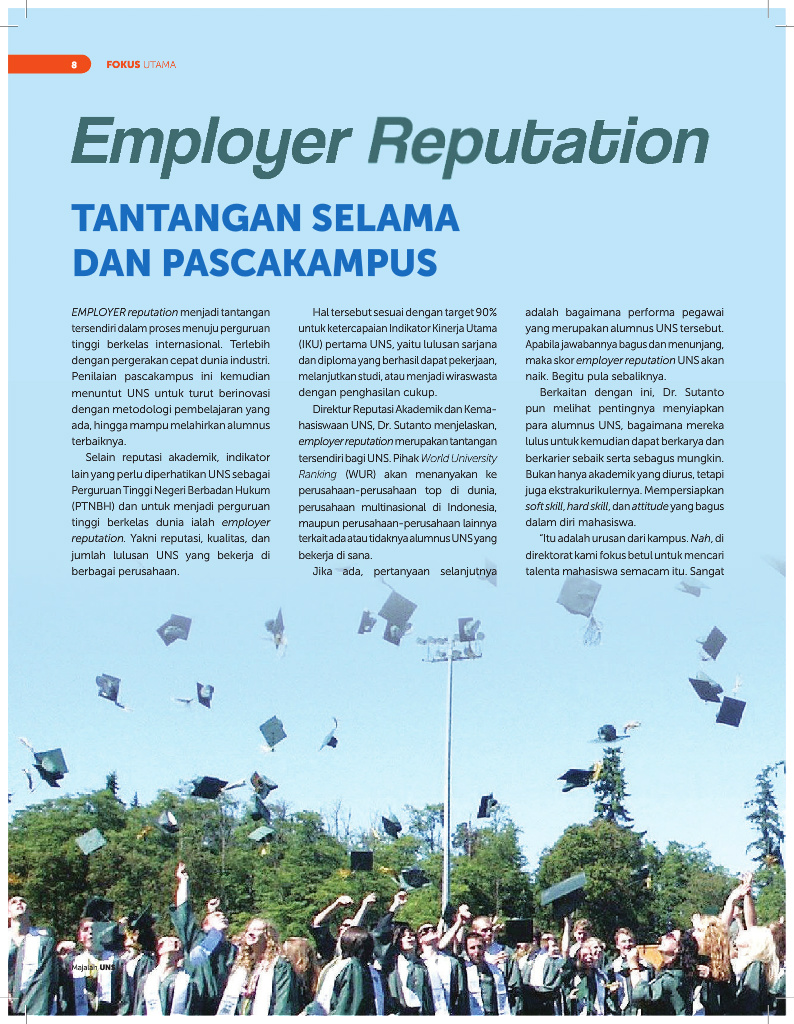 8 FOKUS UTAMA
Employer Reputation
TANTANGAN SELAMA
DAN PASCAKAMPUS
EMPLOYER reputation menjadi tantangan
tersendiri dalam proses menuju perguruan
tinggi berkelas internasional. Terlebih
dengan pergerakan cepat dunia industri.
Penilaian pascakampus ini kemudian
menuntut UNS untuk turut berinovasi
dengan metodologi pembelajaran yang
ada, hingga mampu melahirkan alumnus
terbaiknya.
Selain reputasi akademik, indikator
lain yang perlu diperhatikan UNS sebagai
Perguruan Tinggi Negeri Berbadan Hukum
(PTNBH) dan untuk menjadi perguruan
tinggi berkelas dunia ialah employer
reputation. Yakni reputasi, kualitas, dan
jumlah lulusan UNS yang bekerja di
berbagai perusahaan.
Hal tersebut sesuai dengan target 90%
untuk ketercapaian Indikator Kinerja Utama
(IKU) pertama UNS, yaitu lulusan sarjana
dan diploma yang berhasil dapat pekerjaan,
melanjutkan studi, atau menjadi wiraswasta
dengan penghasilan cukup.
Direktur Reputasi Akademik dan Kema-
hasiswaan UNS, Dr. Sutanto menjelaskan,
employer reputation merupakan tantangan
tersendiri bagi UNS. Pihak World University
Ranking (WUR) akan menanyakan ke
perusahaan-perusahaan top di dunia,
perusahaan multinasional di Indonesia,
maupun perusahaan-perusahaan lainnya
terkait ada atau tidaknya alumnus UNS yang
bekerja di sana.
Jika ada, pertanyaan selanjutnya
adalah bagaimana performa pegawai
yang merupakan alumnus UNS tersebut.
Apabila jawabannya bagus dan menunjang,
maka skor employer reputation UNS akan
naik. Begitu pula sebaliknya.
Berkaitan dengan ini, Dr. Sutanto
pun melihat pentingnya menyiapkan
para alumnus UNS, bagaimana mereka
lulus untuk kemudian dapat berkarya dan
berkarier sebaik serta sebagus mungkin.
Bukan hanya akademik yang diurus, tetapi
juga ekstrakurikulernya. Mempersiapkan
soft skill, hard skill, dan attitude yang bagus
dalam diri mahasiswa.
"Itu adalah urusan dari kampus. Nah, di
direktorat kami fokus betul untuk mencari
talenta mahasiswa semacam itu. Sangat
Majalah UNS